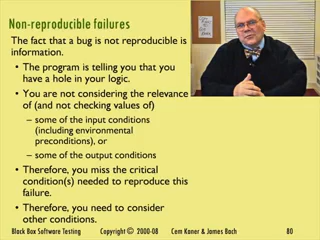 Non-reproducible failures
The fact that a bug is not reproducible is
information.
• The program is telling you that you
have a hole in your logic.
• You are not considering the relevance
of (and not checking values of)
– some of the input conditions
(including environmental
preconditions), or
– some of the output conditions
• Therefore, you miss the critical
condition(s) needed to reproduce this
failure.
• Therefore, you need to consider
other conditions.
Black Box Software Testing Copyright © 2000-08 Cem Kaner & James Bach 80